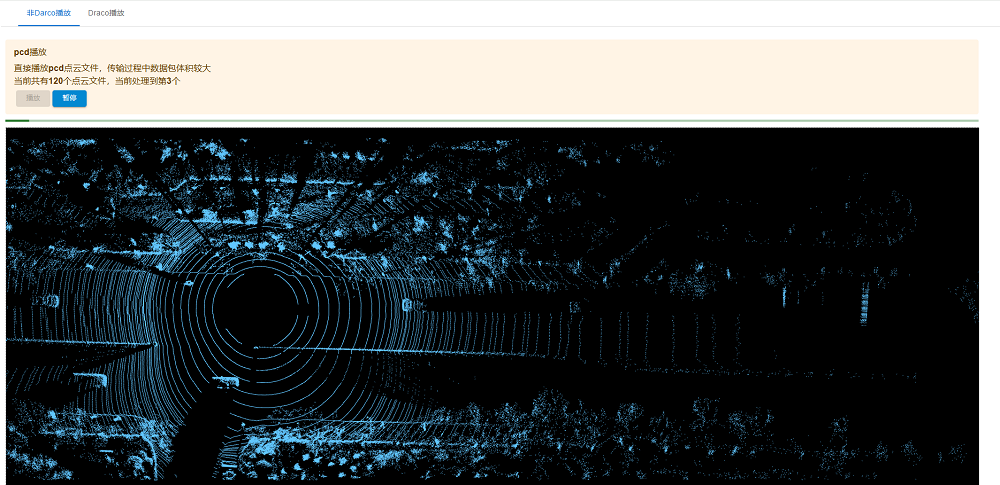 非Darco播放
Draco播放
pcd播放
直接播放pcd点云文件，传输过程中数据包体积较大
当前共有120个点云文件，当前处理到第3个
播放
暂停